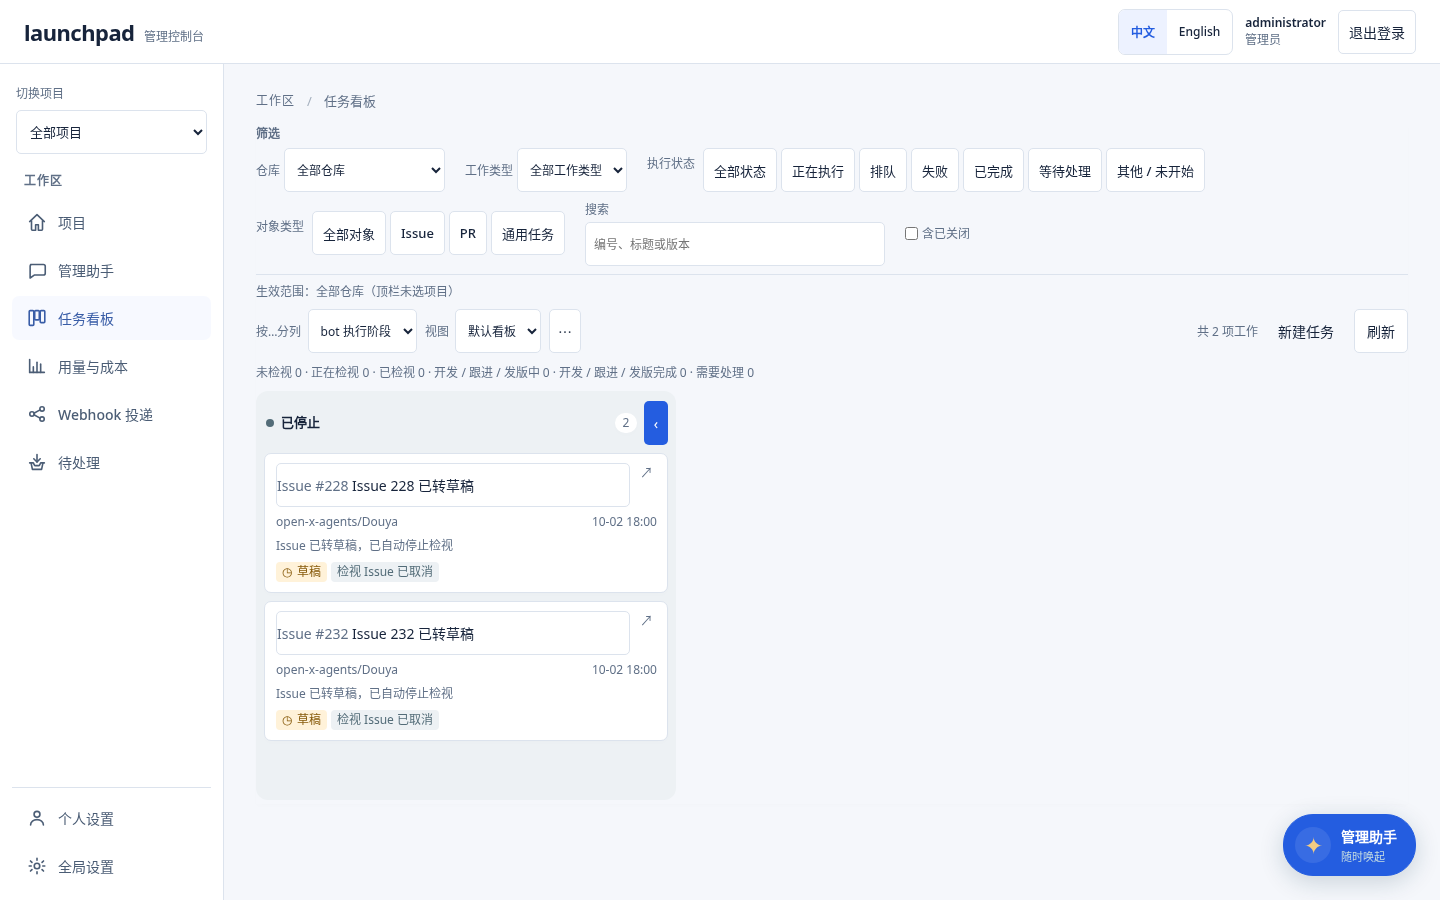 launchpad 管理控制台
中文 English
administrator
管理员
退出登录
切换项目
全部项目
工作区
项目
管理助手
任务看板
用量与成本
Webhook 投递
待处理
个人设置
全局设置
工作区 / 任务看板
筛选
仓库 全部仓库 工作类型 全部工作类型 执行状态 全部状态 正在执行 排队 失败 已完成 等待处理 其他 / 未开始
对象类型 全部对象 Issue PR 通用任务
搜索
编号、标题或版本
含已关闭
生效范围：全部仓库（顶栏未选项目）
按...分列 bot 执行阶段 视图 默认看板 ···
共 2 项工作 新建任务 刷新
未检视 0 · 正在检视 0 · 已检视 0 · 开发 / 跟进 / 发版中 0 · 开发 / 跟进 / 发版完成 0 · 需要处理 0
已停止 2 ‹
Issue #228 Issue 228 已转草稿 ↗
open-x-agents/Douya 10-02 18:00
Issue 已转草稿，已自动停止检视
草稿 检视 Issue 已取消
Issue #232 Issue 232 已转草稿 ↗
open-x-agents/Douya 10-02 18:00
Issue 已转草稿，已自动停止检视
草稿 检视 Issue 已取消
管理助手
随时唤起